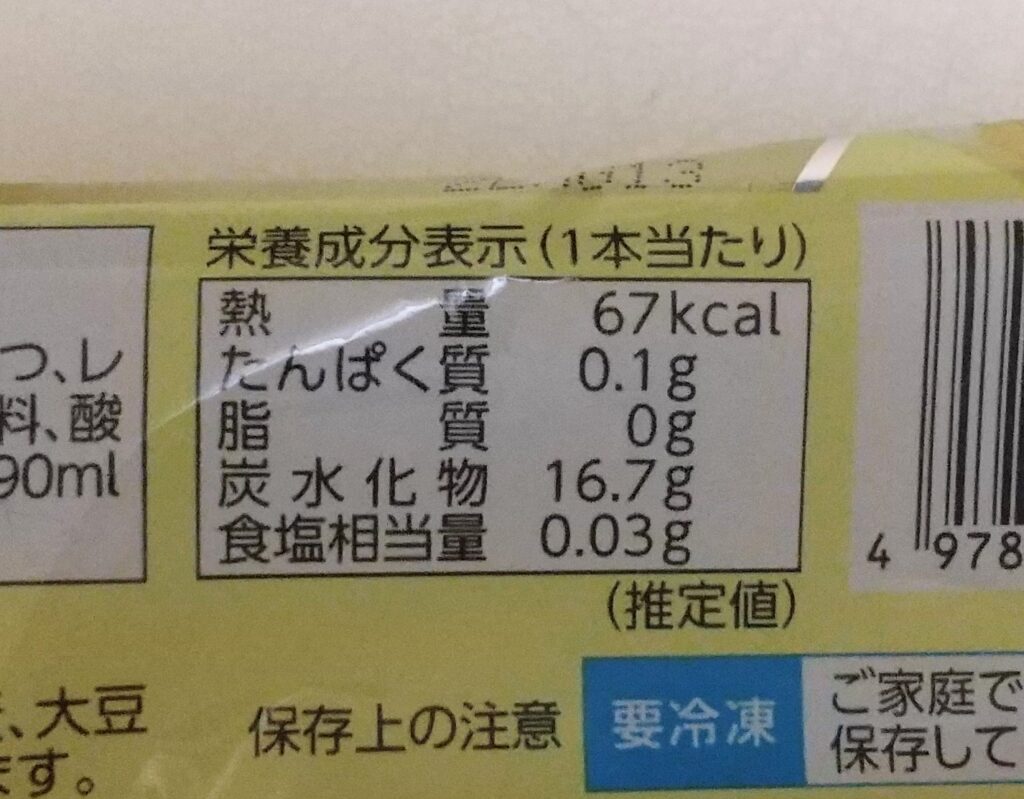 栄養成分表示(1本当たり)
熱量 67kcal
たんぱく質 0.1g
脂質 0g
炭水化物 16.7g
食塩相当量 0.03g
(推定値)
つ、レ
料、酸
90ml
4 978
、大豆
ます。
保存上の注意
要冷凍
ご家庭で
保存して